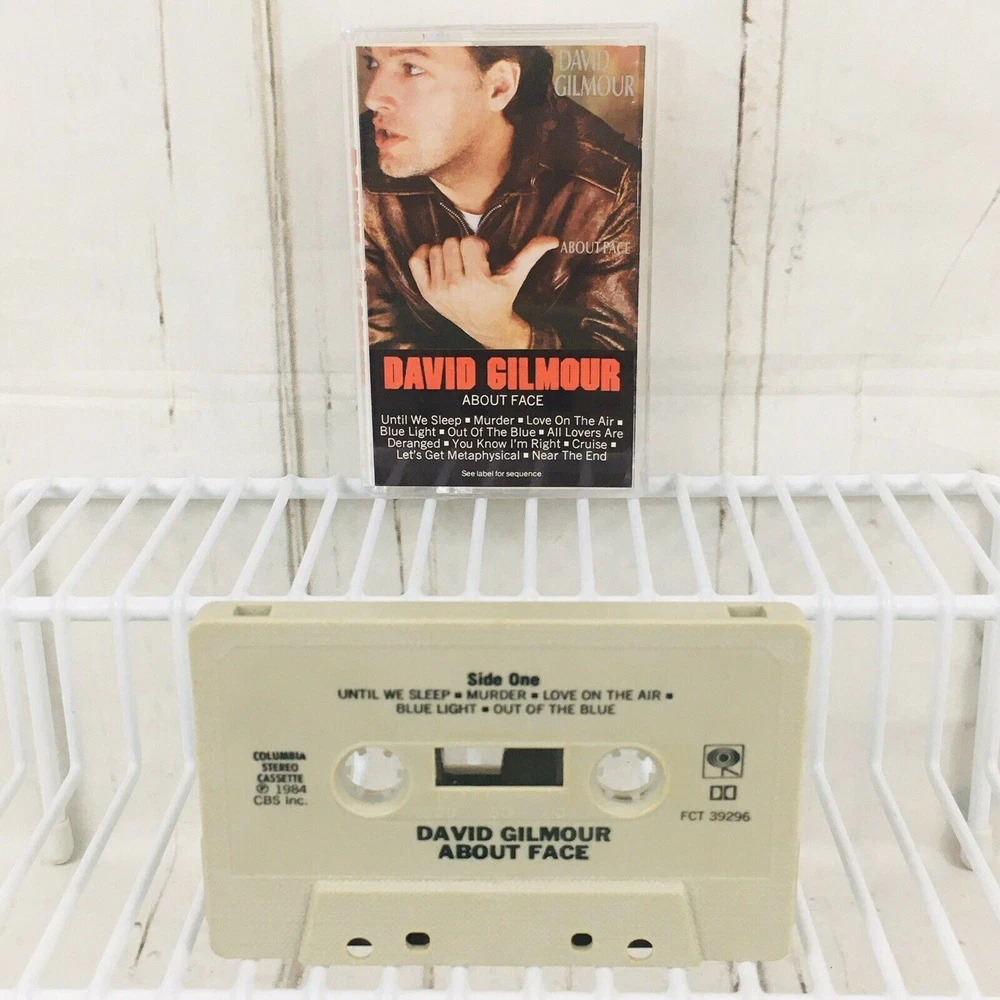 DAVID
GILMOUR
ABOUT FACE
DAVID GILMOUR
ABOUT FACE
Until We Sleep ▪ Murder ▪ Love On The Air ▪
Blue Light ▪ Out Of The Blue ▪ All Lovers Are
Deranged ▪ You Know I'm Right ▪ Cruise ▪
Let's Get Metaphysical ▪ Near The End
See label for sequence
Side One
UNTIL WE SLEEP ▪ MURDER ▪ LOVE ON THE AIR ▪
BLUE LIGHT ▪ OUT OF THE BLUE
COLUMBIA
STEREO
CASSETTE
℗ 1984
CBS Inc.
FCT 39296
DAVID GILMOUR
ABOUT FACE